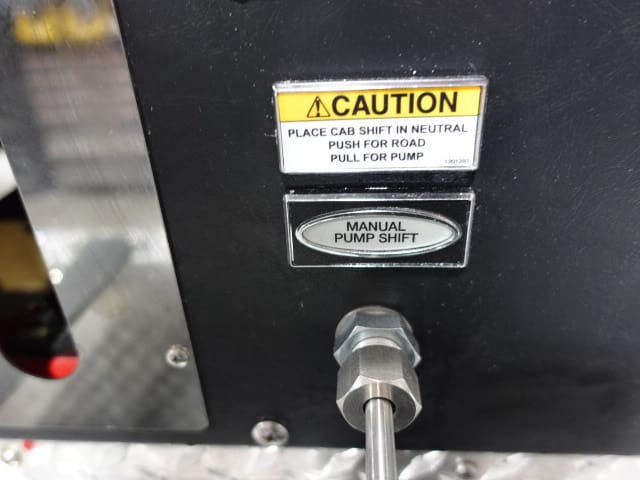 CAUTION
PLACE CAB SHIFT IN NEUTRAL
PUSH FOR ROAD
PULL FOR PUMP
MANUAL
PUMP SHIFT